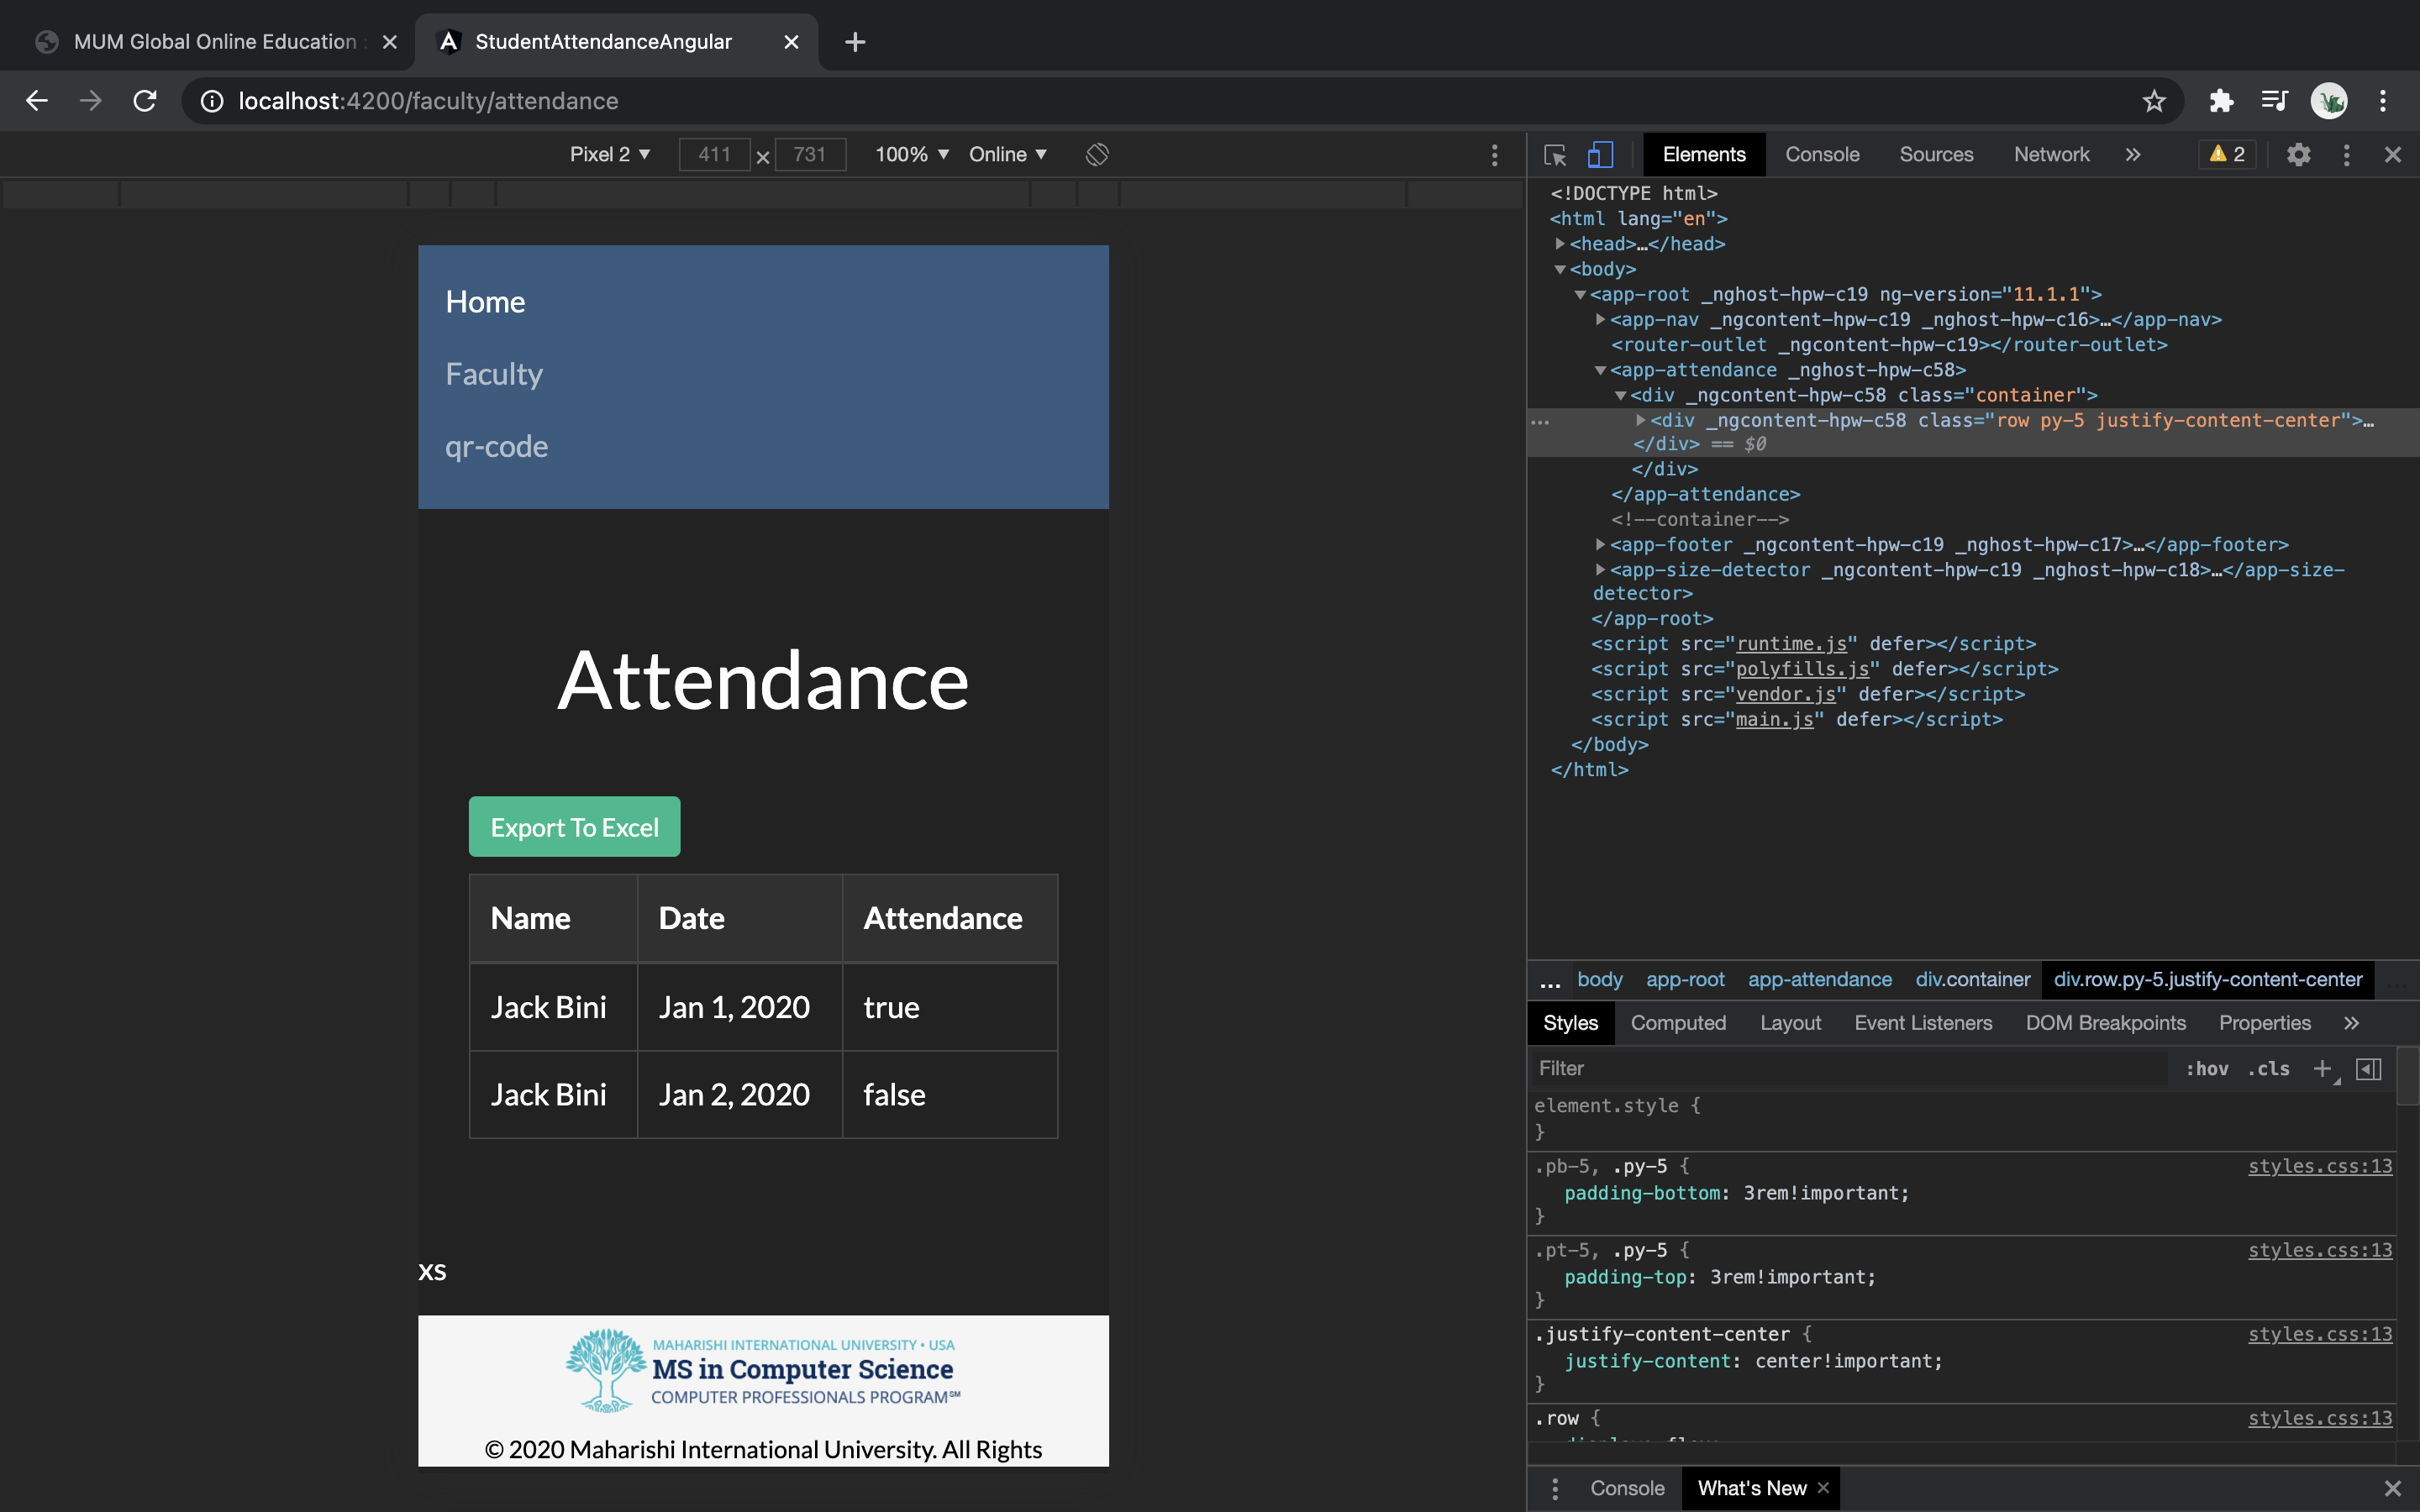 MUM Global Online Education :
StudentAttendanceAngular
localhost:4200/faculty/attendance
Pixel 2 411 × 731 100% Online
Home
Faculty
qr-code
Attendance
Export To Excel
Name Date Attendance
Jack Bini Jan 1, 2020 true
Jack Bini Jan 2, 2020 false
XS
MAHARISHI INTERNATIONAL UNIVERSITY • USA
MS in Computer Science
COMPUTER PROFESSIONALS PROGRAM℠
© 2020 Maharishi International University. All Rights
Elements Console Sources Network » 2
<!DOCTYPE html>
<html lang="en">
<head>…</head>
<body>
<app-root _nghost-hpw-c19 ng-version="11.1.1">
<app-nav _ngcontent-hpw-c19 _nghost-hpw-c16>…</app-nav>
<router-outlet _ngcontent-hpw-c19></router-outlet>
<app-attendance _nghost-hpw-c58>
<div _ngcontent-hpw-c58 class="container">
… <div _ngcontent-hpw-c58 class="row py-5 justify-content-center">…
</div> == $0
</div>
</app-attendance>
<!--container-->
<app-footer _ngcontent-hpw-c19 _nghost-hpw-c17>…</app-footer>
<app-size-detector _ngcontent-hpw-c19 _nghost-hpw-c18>…</app-size-
detector>
</app-root>
<script src="runtime.js" defer></script>
<script src="polyfills.js" defer></script>
<script src="vendor.js" defer></script>
<script src="main.js" defer></script>
</body>
</html>
… body app-root app-attendance div.container div.row.py-5.justify-content-center …
Styles Computed Layout Event Listeners DOM Breakpoints Properties »
Filter :hov .cls +
element.style {
}
.pb-5, .py-5 { styles.css:13
padding-bottom: 3rem!important;
}
.pt-5, .py-5 { styles.css:13
padding-top: 3rem!important;
}
.justify-content-center { styles.css:13
justify-content: center!important;
}
.row { styles.css:13
Console What's New